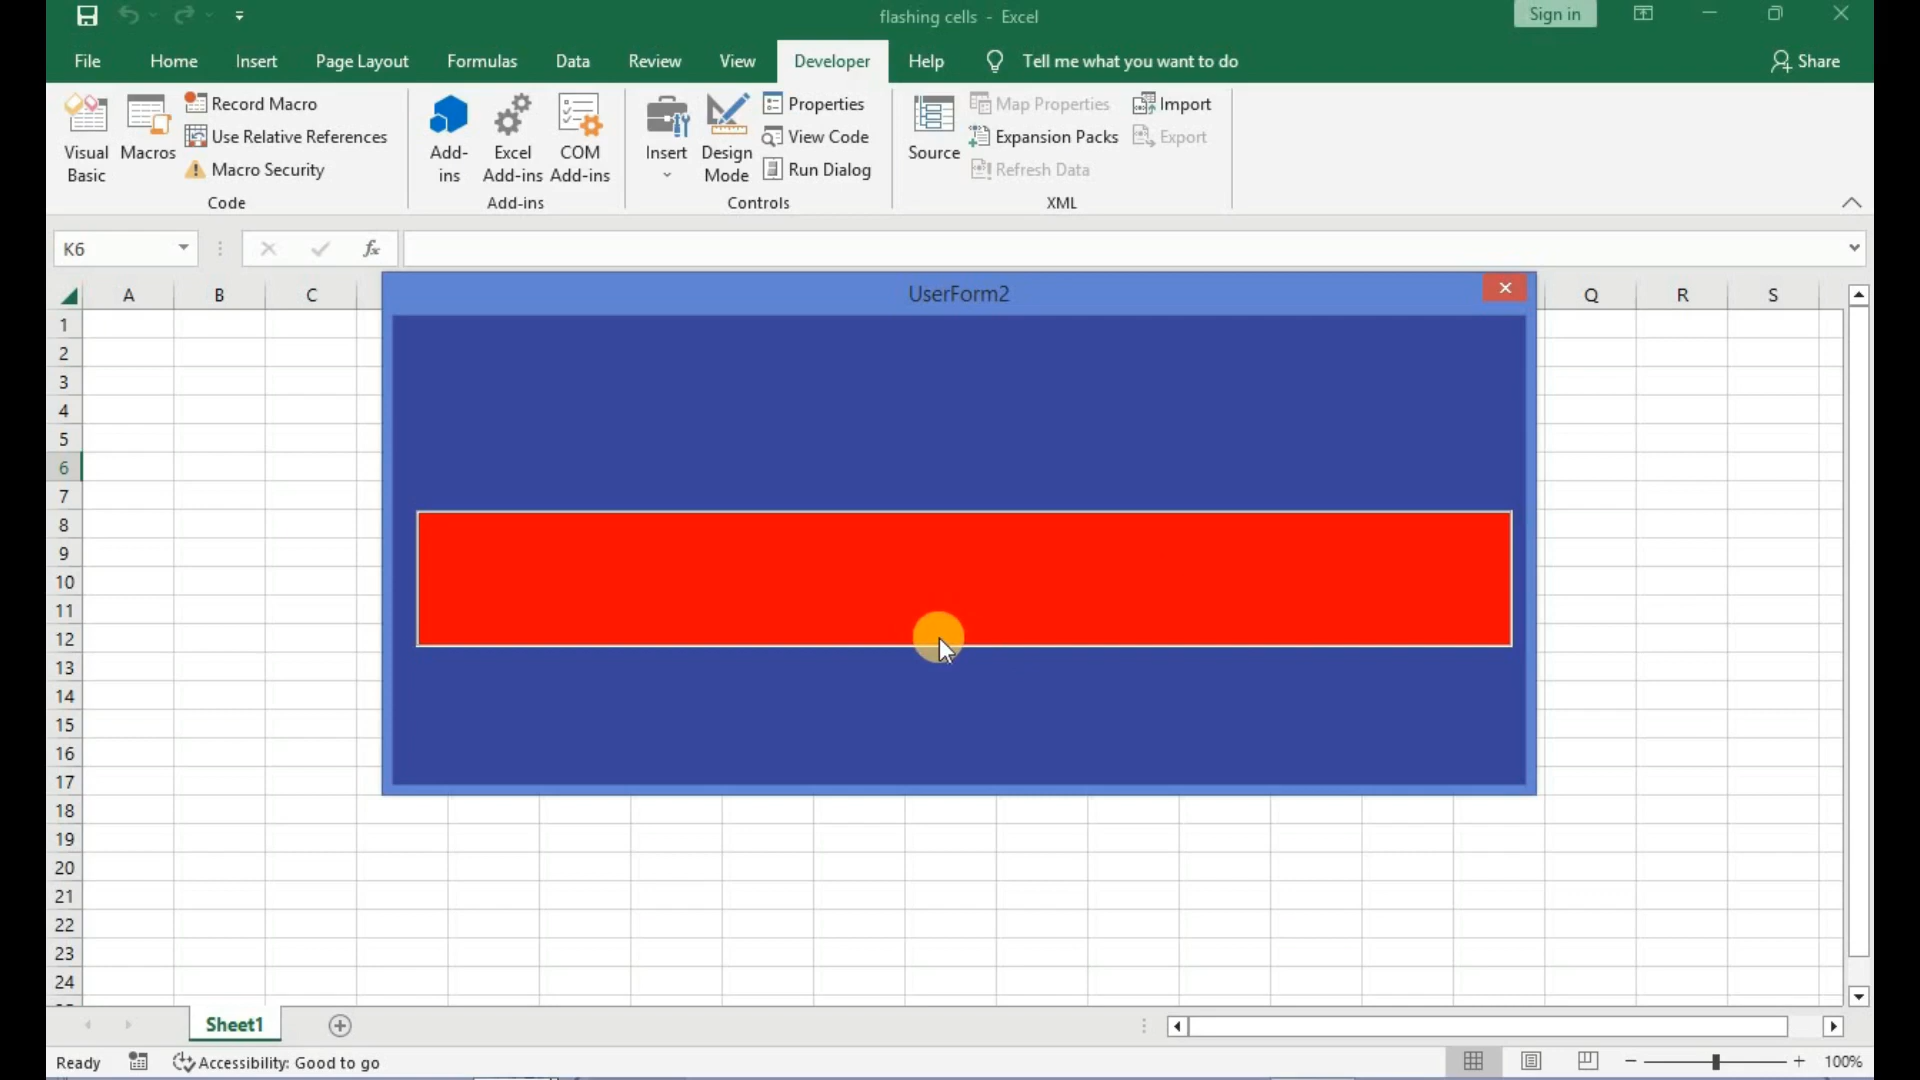 flashing cells - Excel
Sign in
File Home Insert Page Layout Formulas Data Review View Developer Help Tell me what you want to do Share
Visual Basic
Macros
Record Macro
Use Relative References
Macro Security
Code
Add-ins
Excel Add-ins
COM Add-ins
Add-ins
Insert
Design Mode
Properties
View Code
Run Dialog
Controls
Source
Map Properties
Expansion Packs
Refresh Data
Import
Export
XML
K6
fx
UserForm2
A B C Q R S
1
2
3
4
5
6
7
8
9
10
11
12
13
14
15
16
17
18
19
20
21
22
23
24
Sheet1
Ready
Accessibility: Good to go
100%